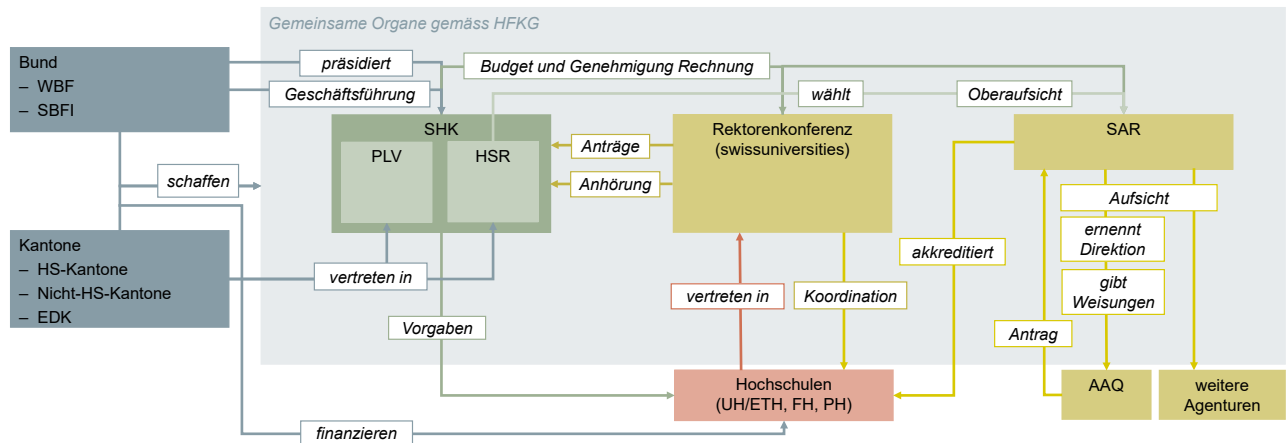 Gemeinsame Organe gemäss HFKG
Bund
– WBF
– SBFI
präsidiert
Geschäftsführung
Budget und Genehmigung Rechnung
wählt
Oberaufsicht
SHK
PLV
HSR
Anträge
Anhörung
Rektorenkonferenz
(swissuniversities)
SAR
schaffen
Aufsicht
ernennt
Direktion
gibt
Weisungen
akkreditiert
Kantone
– HS-Kantone
– Nicht-HS-Kantone
– EDK
vertreten in
vertreten in
Koordination
Vorgaben
Antrag
Hochschulen
(UH/ETH, FH, PH)
AAQ
weitere
Agenturen
finanzieren